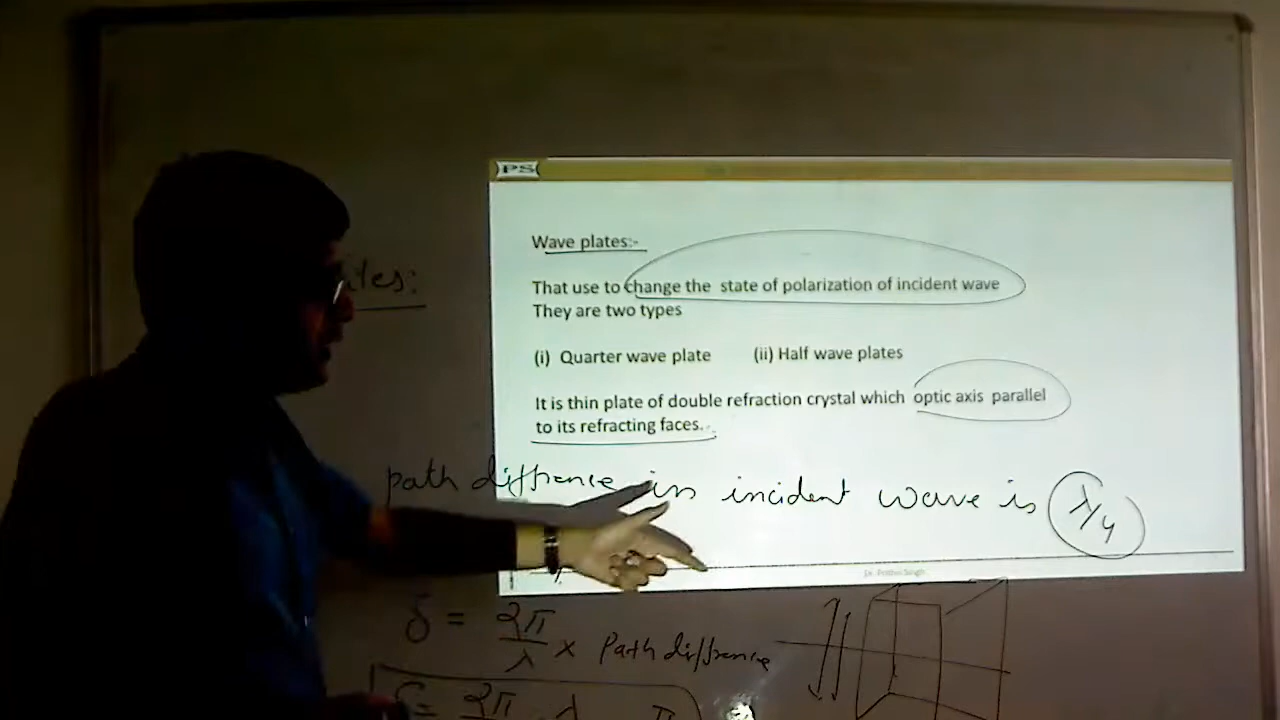 PS
Wave plates:-
That use to change the state of polarization of incident wave
They are two types
(i) Quarter wave plate (ii) Half wave plates
It is thin plate of double refraction crystal which optic axis parallel
to its refracting faces.
path diffrence in incident wave is λ/4
δ = 2π/λ × Path diffrence